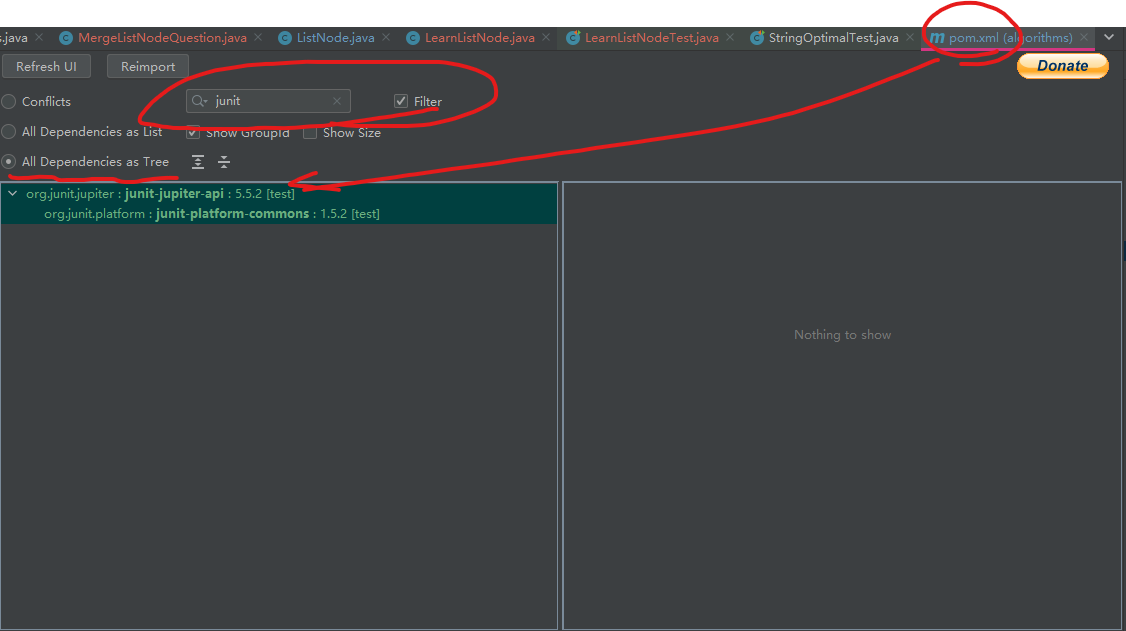 s.java MergeListNodeQuestion.java ListNode.java LearnListNode.java LearnListNodeTest.java StringOptimalTest.java pom.xml (algorithms)
Refresh UI Reimport Donate
Conflicts junit Filter
All Dependencies as List Show GroupId Show Size
All Dependencies as Tree
org.junit.jupiter : junit-jupiter-api : 5.5.2 [test]
org.junit.platform : junit-platform-commons : 1.5.2 [test]
Nothing to show